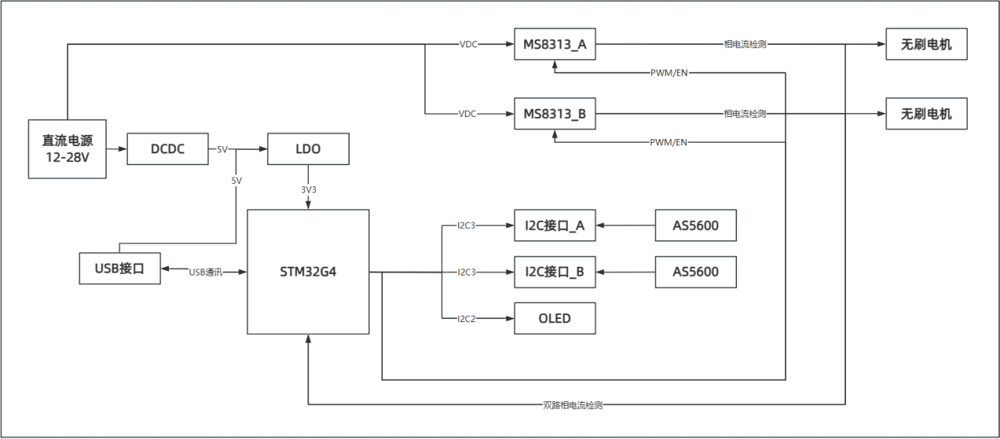 VDC
MS8313_A
相电流检测
无刷电机
PWM/EN
VDC
MS8313_B
相电流检测
无刷电机
直流电源
12-28V
DCDC
5V
LDO
PWM/EN
5V
3V3
I2C3
I2C接口_A
AS5600
USB接口
USB通讯
STM32G4
I2C3
I2C接口_B
AS5600
I2C2
OLED
双路相电流检测